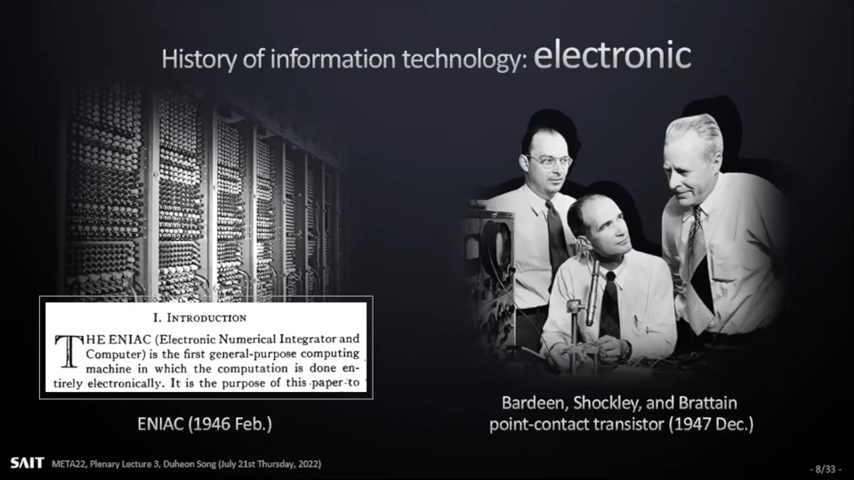 History of information technology: electronic
I. INTRODUCTION
THE ENIAC (Electronic Numerical Integrator and
Computer) is the first general-purpose computing
machine in which the computation is done en-
tirely electronically. It is the purpose of this paper to
ENIAC (1946 Feb.)
Bardeen, Shockley, and Brattain
point-contact transistor (1947 Dec.)
SAIT META22, Plenary Lecture 3, Duheon Song (July 21st Thursday, 2022)
- 8/33 -